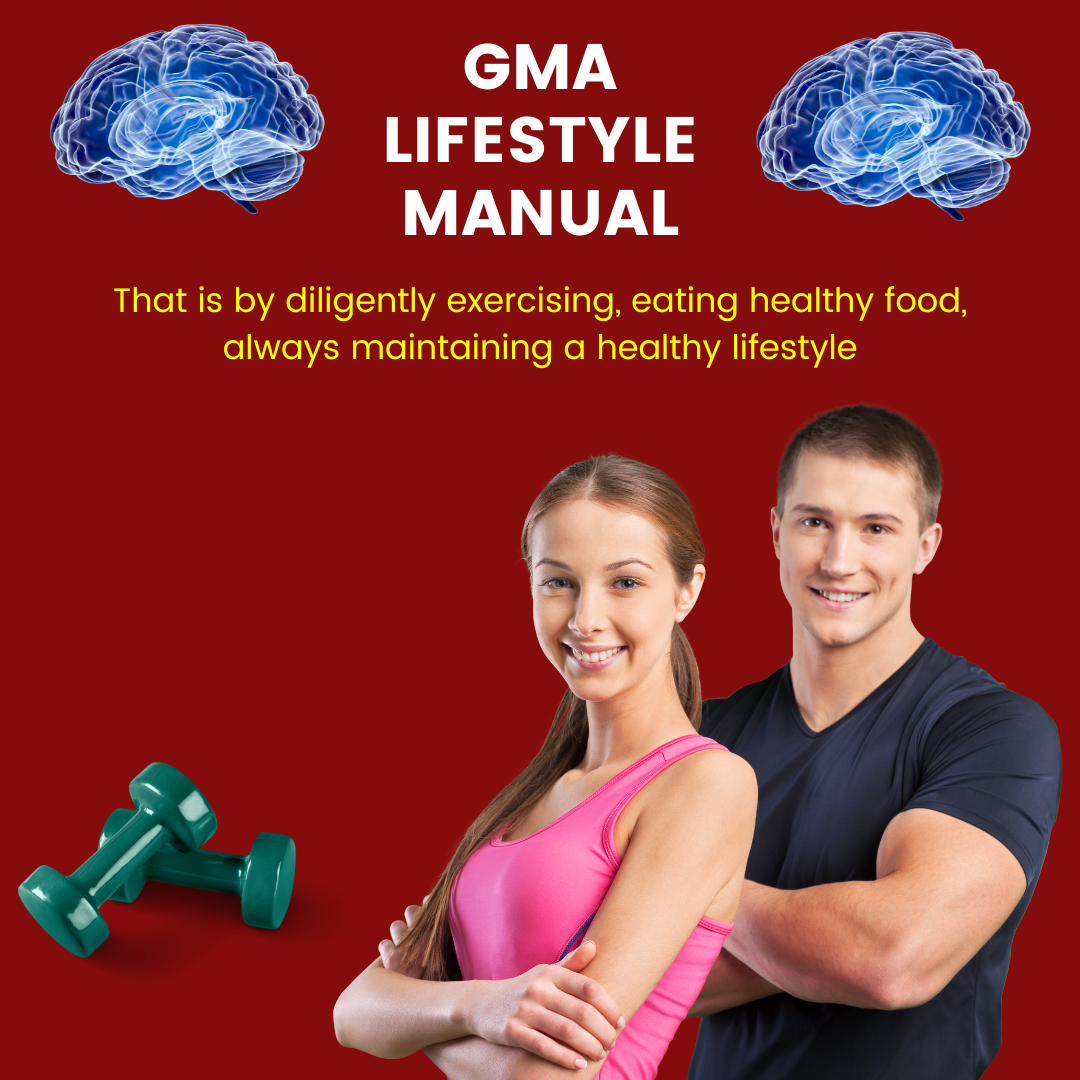 GMA
LIFESTYLE
MANUAL
That is by diligently exercising, eating healthy food,
always maintaining a healthy lifestyle